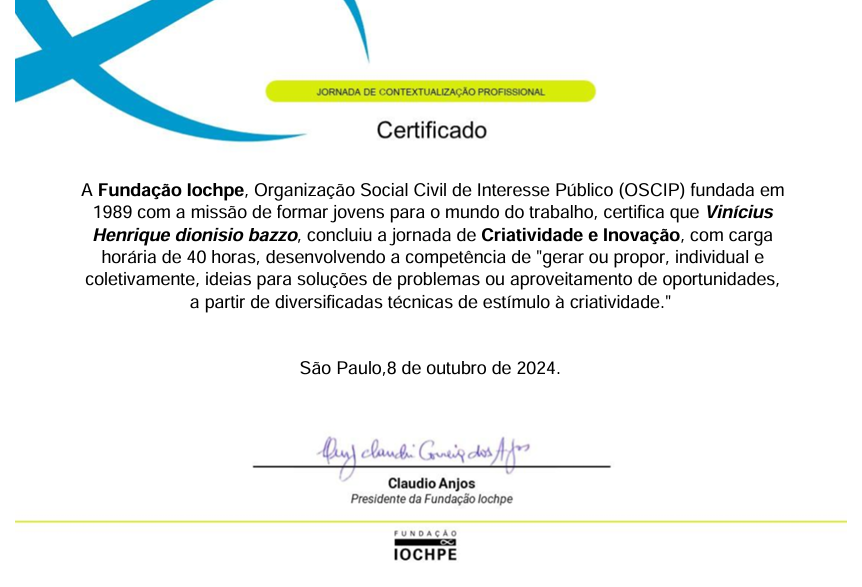 JORNADA DE CONTEXTUALIZAÇÃO PROFISSIONAL
Certificado
A Fundação Iochpe, Organização Social Civil de Interesse Público (OSCIP) fundada em
1989 com a missão de formar jovens para o mundo do trabalho, certifica que Vinícius
Henrique dionisio bazzo, concluiu a jornada de Criatividade e Inovação, com carga
horária de 40 horas, desenvolvendo a competência de "gerar ou propor, individual e
coletivamente, ideias para soluções de problemas ou aproveitamento de oportunidades,
a partir de diversificadas técnicas de estímulo à criatividade."
São Paulo,8 de outubro de 2024.
Claudio Anjos
Presidente da Fundação Iochpe
FUNDAÇÃO
IOCHPE